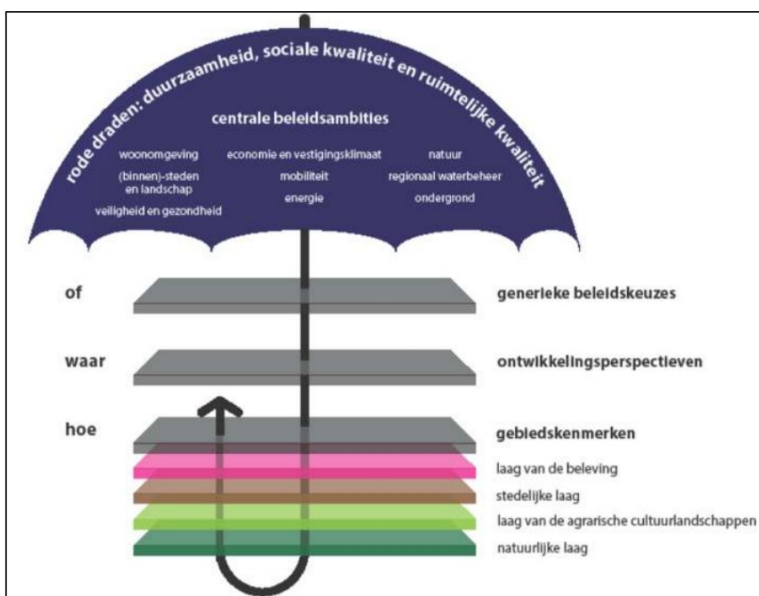 rode draden: duurzaamheid, sociale kwaliteit en ruimtelijke kwaliteit
centrale beleidsambities
woonomgeving
(binnen)-steden
en landschap
veiligheid en gezondheid
economie en vestigingsklimaat
mobiliteit
energie
natuur
regionaal waterbeheer
ondergrond
of
generieke beleidskeuzes
waar
ontwikkelingsperspectieven
hoe
gebiedskenmerken
laag van de beleving
stedelijke laag
laag van de agrarische cultuurlandschappen
natuurlijke laag